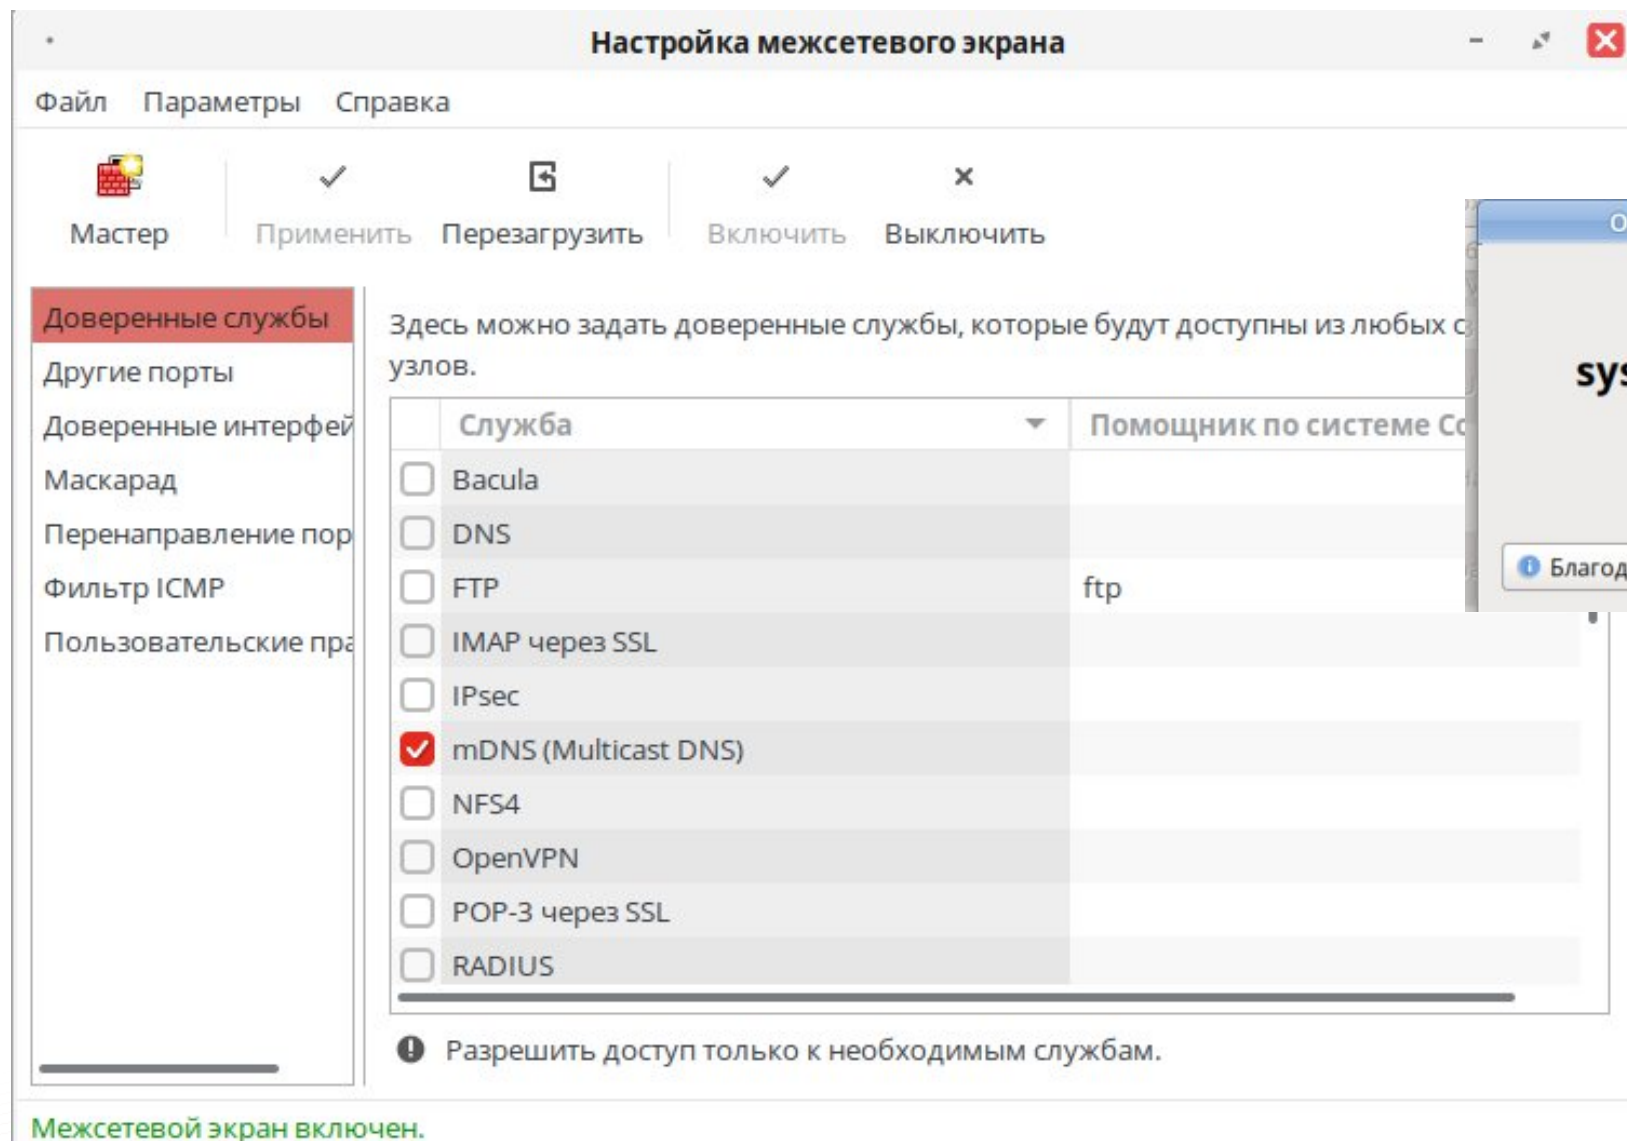 Настройка межсетевого экрана
Файл Параметры Справка
Мастер Применить Перезагрузить Включить Выключить
Доверенные службы
Другие порты
Доверенные интерфей
Маскарад
Перенаправление пор
Фильтр ICMP
Пользовательские пра
Здесь можно задать доверенные службы, которые будут доступны из любых с
узлов.
Служба Помощник по системе Co
Bacula
DNS
FTP ftp
IMAP через SSL
IPsec
mDNS (Multicast DNS)
NFS4
OpenVPN
POP-3 через SSL
RADIUS
Разрешить доступ только к необходимым службам.
Межсетевой экран включен.
О
sys
Благод